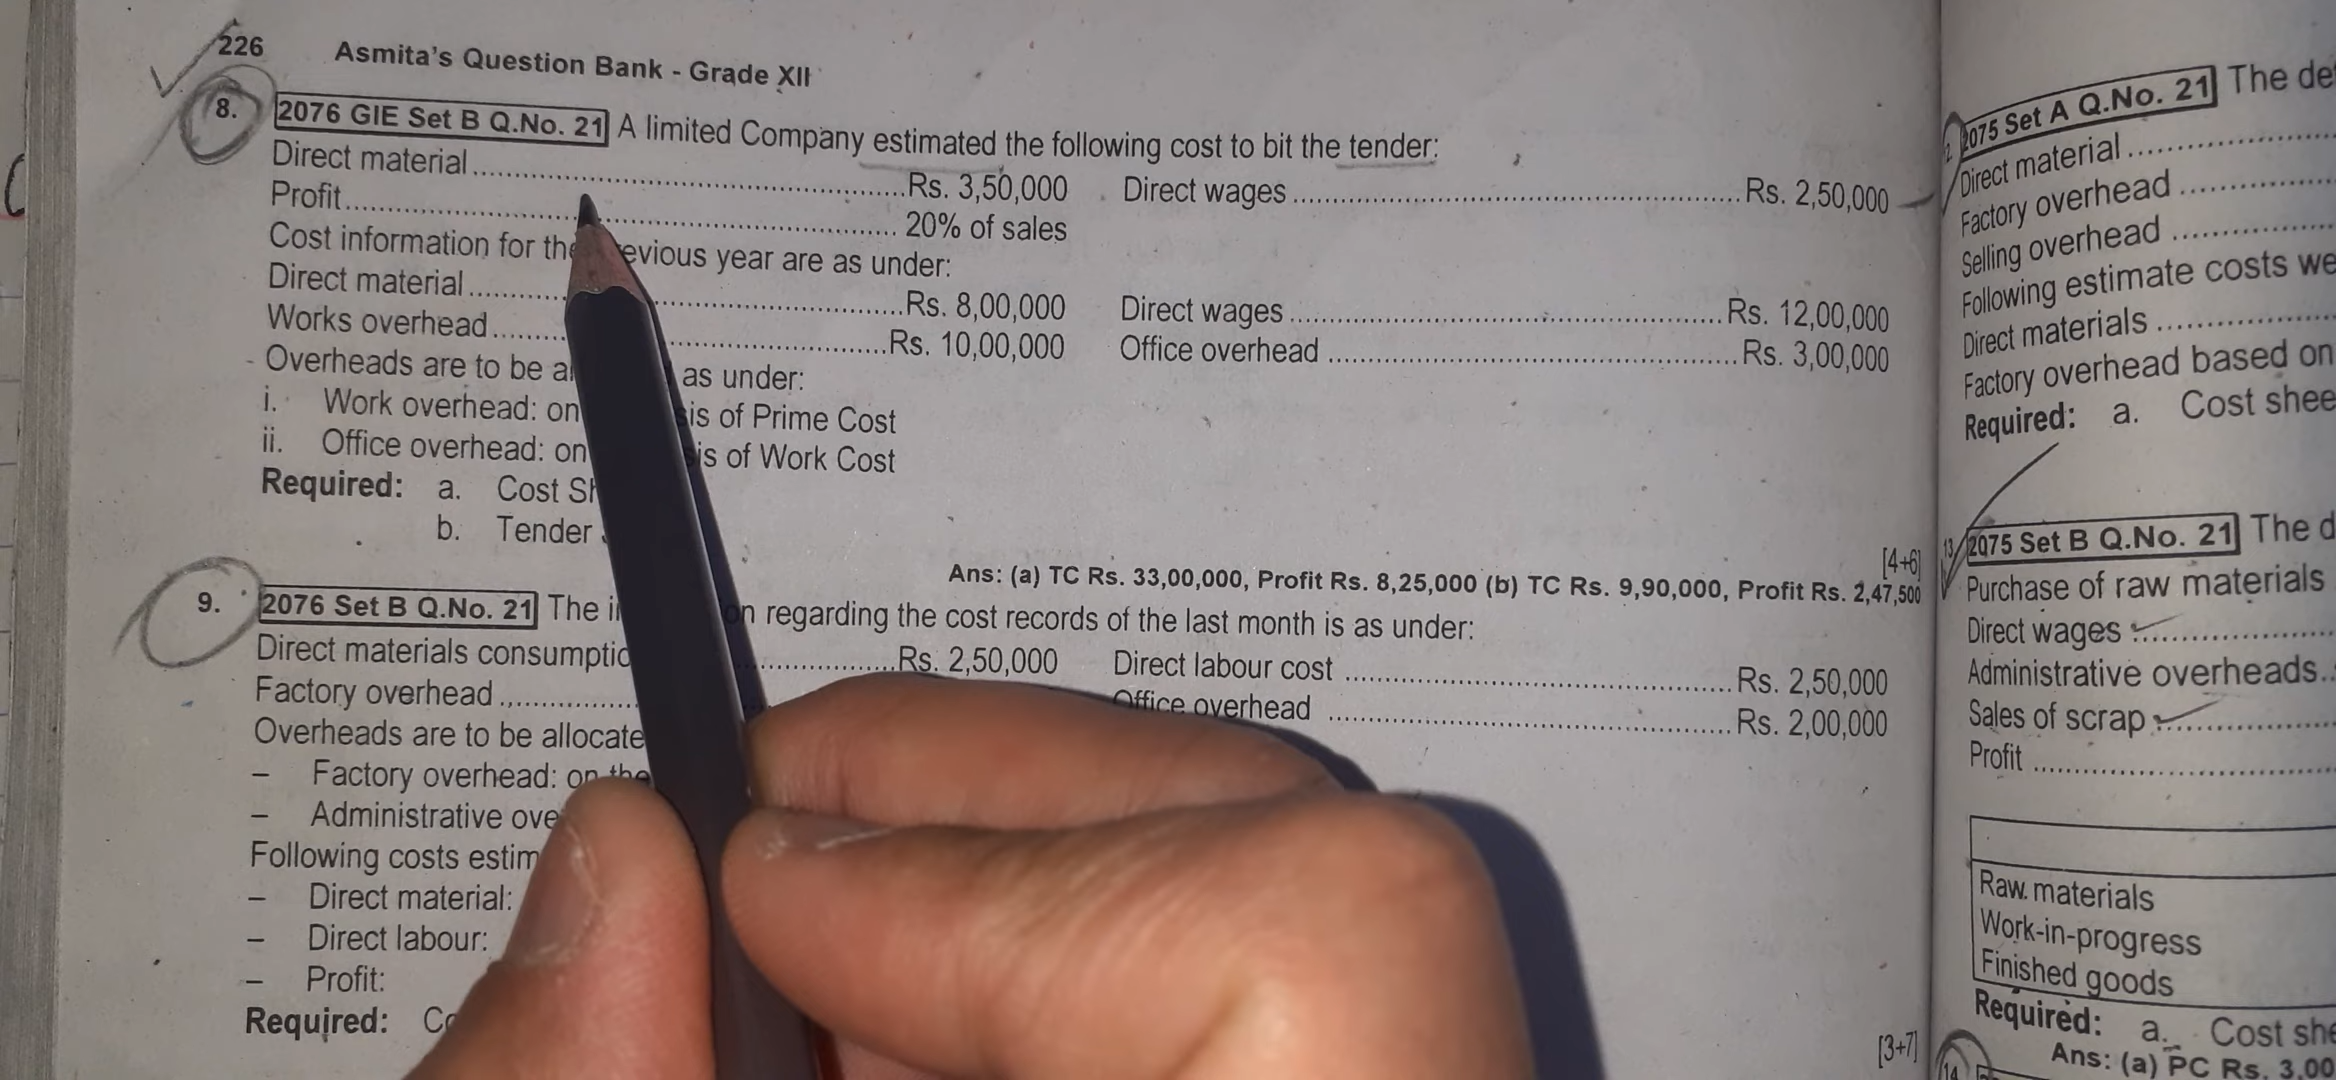 226 Asmita's Question Bank - Grade XII
8. 2076 GIE Set B Q.No. 21 A limited Company estimated the following cost to bit the tender:
Direct material ........ Rs. 3,50,000 Direct wages ........ Rs. 2,50,000
Profit ........ 20% of sales
Cost information for the evious year are as under:
Direct material ........ Rs. 8,00,000 Direct wages ........ Rs. 12,00,000
Works overhead ........ Rs. 10,00,000 Office overhead ........ Rs. 3,00,000
- Overheads are to be as under:
i. Work overhead: on is of Prime Cost
ii. Office overhead: on is of Work Cost
Required: a. Cost
b. Tender
[4+6]
Ans: (a) TC Rs. 33,00,000, Profit Rs. 8,25,000 (b) TC Rs. 9,90,000, Profit Rs. 2,47,500
9. 2076 Set B Q.No. 21 The on regarding the cost records of the last month is as under:
Direct materials consumptio ........ Rs. 2,50,000 Direct labour cost ........ Rs. 2,50,000
Factory overhead ........ Office overhead ........ Rs. 2,00,000
Overheads are to be allocate
– Factory overhead: on the
– Administrative ove
Following costs estim
– Direct material:
– Direct labour:
– Profit:
Required:
[3+7]
2075 Set A Q.No. 21 The de
Direct material ........
Factory overhead ........
Selling overhead ........
Following estimate costs we
Direct materials ........
Factory overhead based on
Required: a. Cost shee
13. 2075 Set B Q.No. 21 The d
Purchase of raw materials
Direct wages ........
Administrative overheads..
Sales of scrap ........
Profit ........
Raw materials
Work-in-progress
Finished goods
Required: a. Cost she
Ans: (a) PC Rs. 3,00
14